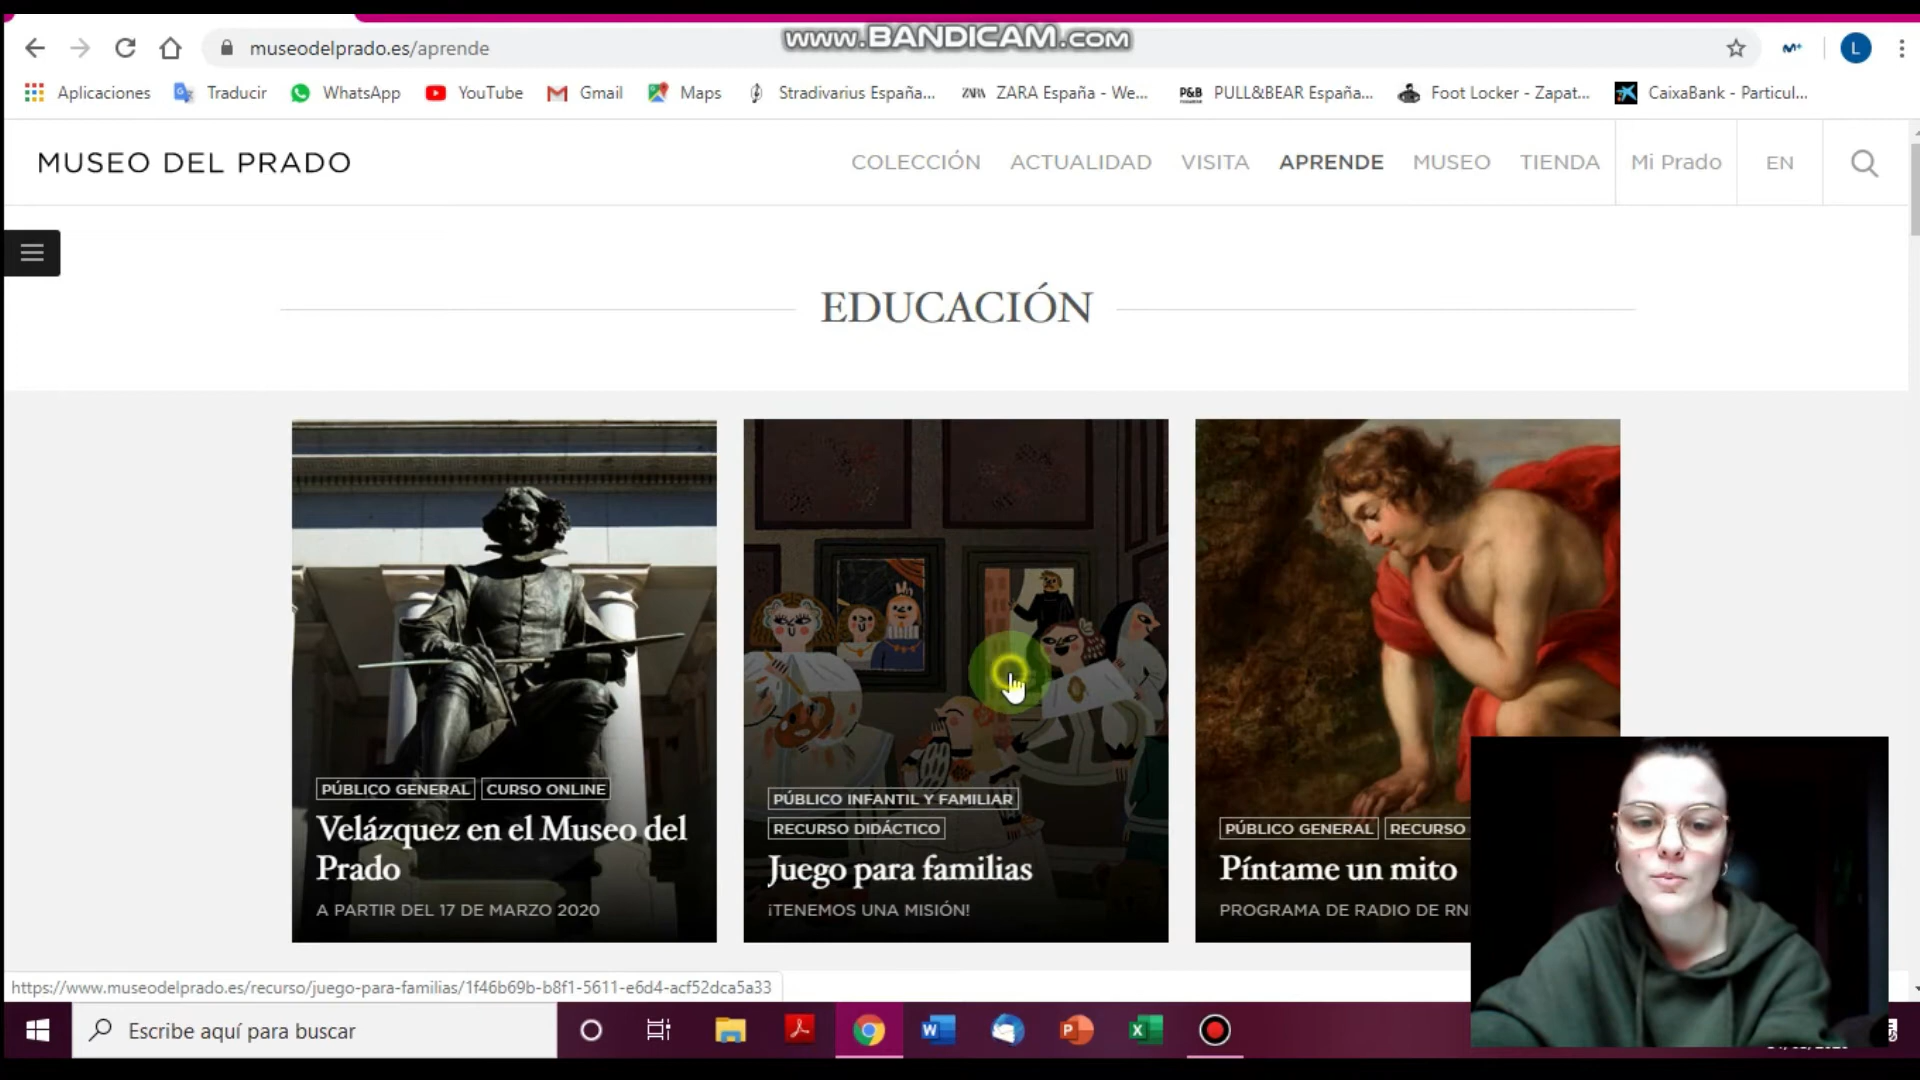 www.BANDICAM.com
museodelprado.es/aprende
L
Aplicaciones
Traducir
WhatsApp
YouTube
Gmail
Maps
Stradivarius España...
ZARA
ZARA España - We...
P&B
PULL&BEAR España...
Foot Locker - Zapat...
CaixaBank - Particul...
MUSEO DEL PRADO
COLECCIÓN
ACTUALIDAD
VISITA
APRENDE
MUSEO
TIENDA
Mi Prado
EN
EDUCACIÓN
PÚBLICO GENERAL
CURSO ONLINE
Velázquez en el Museo del
Prado
A PARTIR DEL 17 DE MARZO 2020
PÚBLICO INFANTIL Y FAMILIAR
RECURSO DIDÁCTICO
Juego para familias
¡TENEMOS UNA MISIÓN!
PÚBLICO GENERAL
RECURSO
Píntame un mito
PROGRAMA DE RADIO DE RN
https://www.museodelprado.es/recurso/juego-para-familias/1f46b69b-b8f1-5611-e6d4-acf52dca5a33
Escribe aquí para buscar